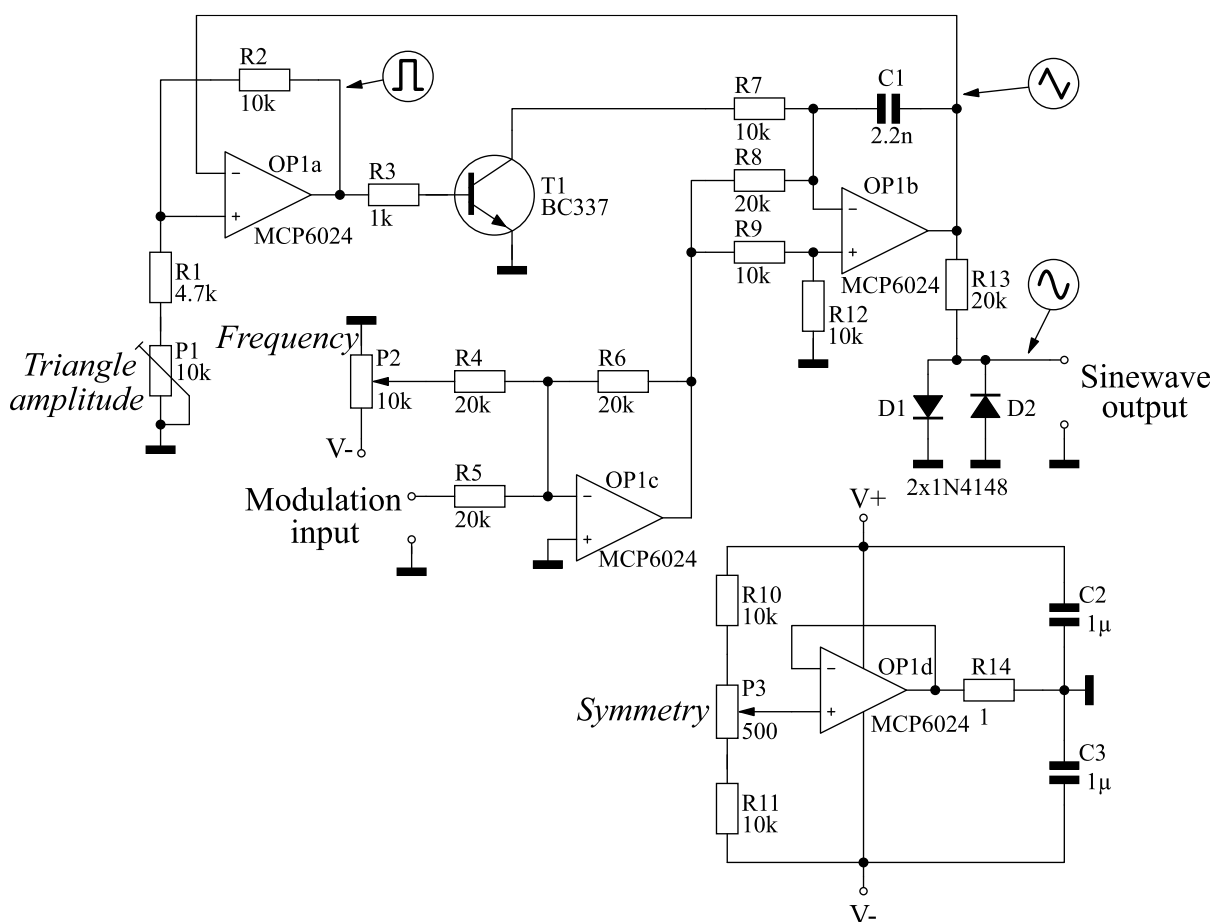 R2
10k
OP1a
MCP6024
R3
1k
T1
BC337
R7
10k
C1
2.2n
R8
20k
OP1b
R9
10k
MCP6024
R13
20k
R12
10k
R1
4.7k
P1
10k
Triangle
amplitude
Frequency
P2
10k
V-
R4
20k
R6
20k
Modulation
input
R5
20k
OP1c
MCP6024
D1
D2
2x1N4148
Sinewave
output
V+
R10
10k
C2
1µ
Symmetry
P3
500
OP1d
MCP6024
R14
1
C3
1µ
R11
10k
V-